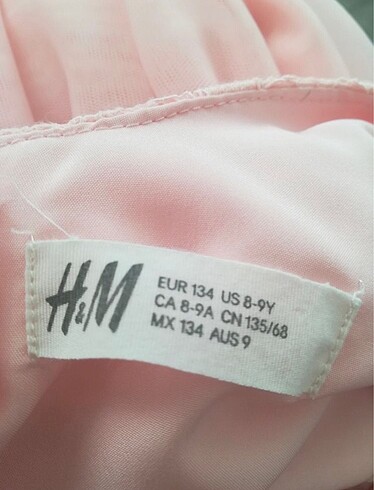 H&M
EUR 134 US 8-9Y
CA 8-9A CN 135/68
MX 134 AUS 9